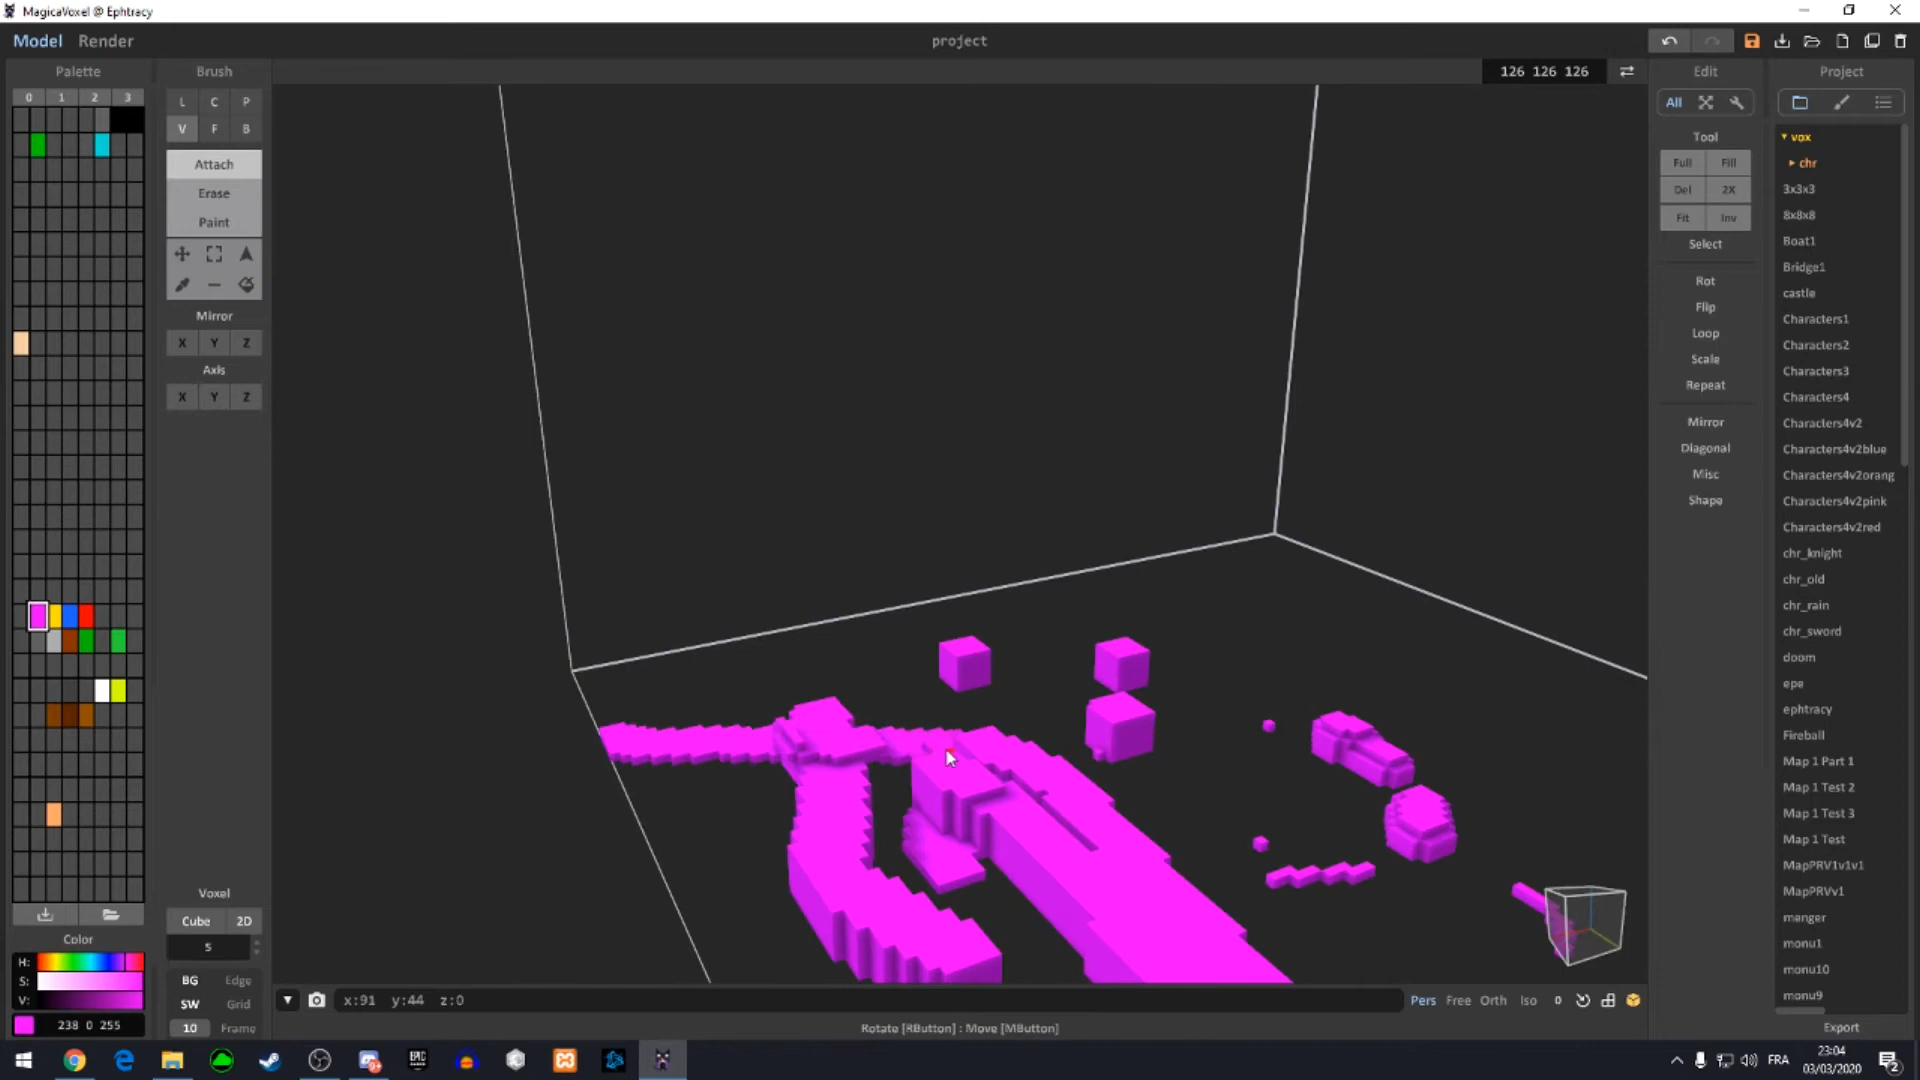 MagicaVoxel @ Ephtracy
Model Render
project
Palette
0 1 2 3
Color
H:
S:
V:
238 0 255
Brush
L C P
V F B
Attach
Erase
Paint
Mirror
X Y Z
Axis
X Y Z
Voxel
Cube 2D
5
BG Edge
SW Grid
10 Frame
126 126 126
x:91 y:44 z:0
Pers Free Orth Iso 0
Rotate [RButton] : Move [MButton]
Edit
All
Tool
Full Fill
Del 2X
Fit Inv
Select
Rot
Flip
Loop
Scale
Repeat
Mirror
Diagonal
Misc
Shape
Project
vox
chr
3x3x3
8x8x8
Boat1
Bridge1
castle
Characters1
Characters2
Characters3
Characters4
Characters4v2
Characters4v2blue
Characters4v2orang
Characters4v2pink
Characters4v2red
chr_knight
chr_old
chr_rain
chr_sword
doom
epe
ephtracy
Fireball
Map 1 Part 1
Map 1 Test 2
Map 1 Test 3
Map 1 Test
MapPRV1v1v1
MapPRVv1
menger
monu1
monu10
monu9
Export
EPIC
FRA
23:04
03/03/2020
2